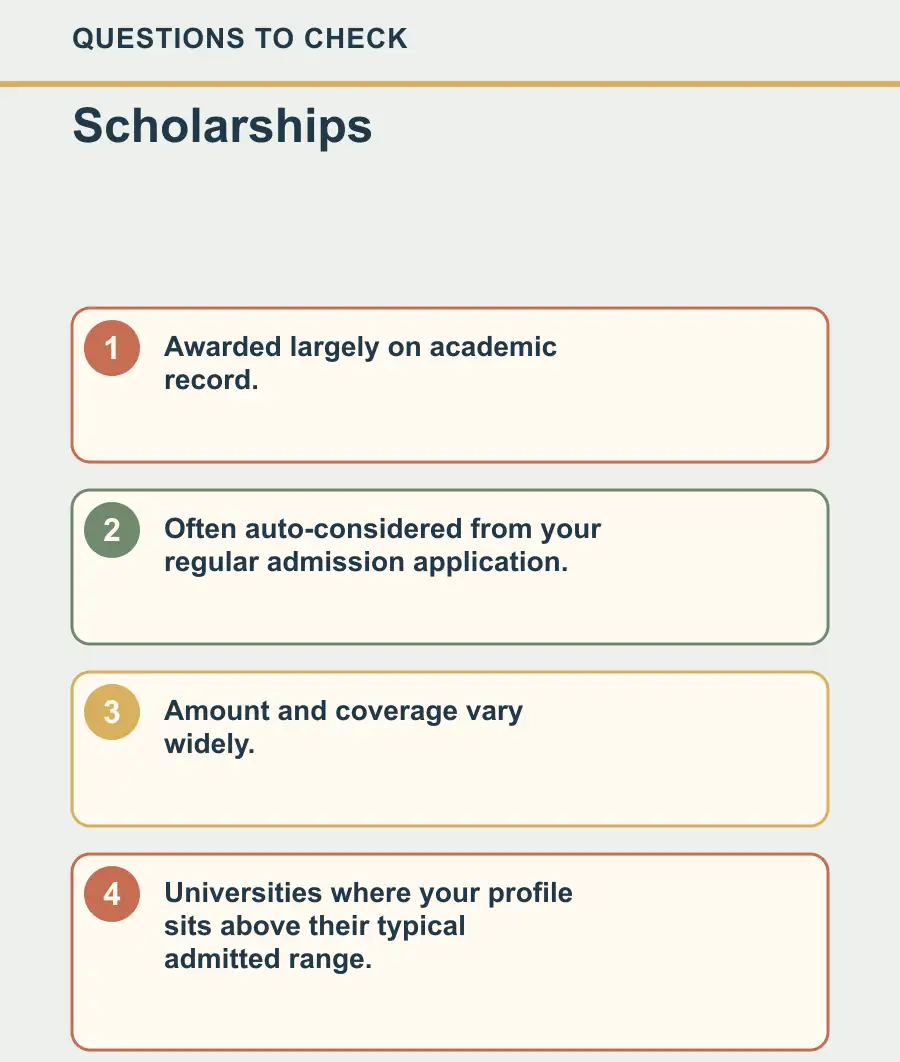 QUESTIONS TO CHECK
Scholarships
1
Awarded largely on academic
record.
2
Often auto-considered from your
regular admission application.
3
Amount and coverage vary
widely.
4
Universities where your profile
sits above their typical
admitted range.